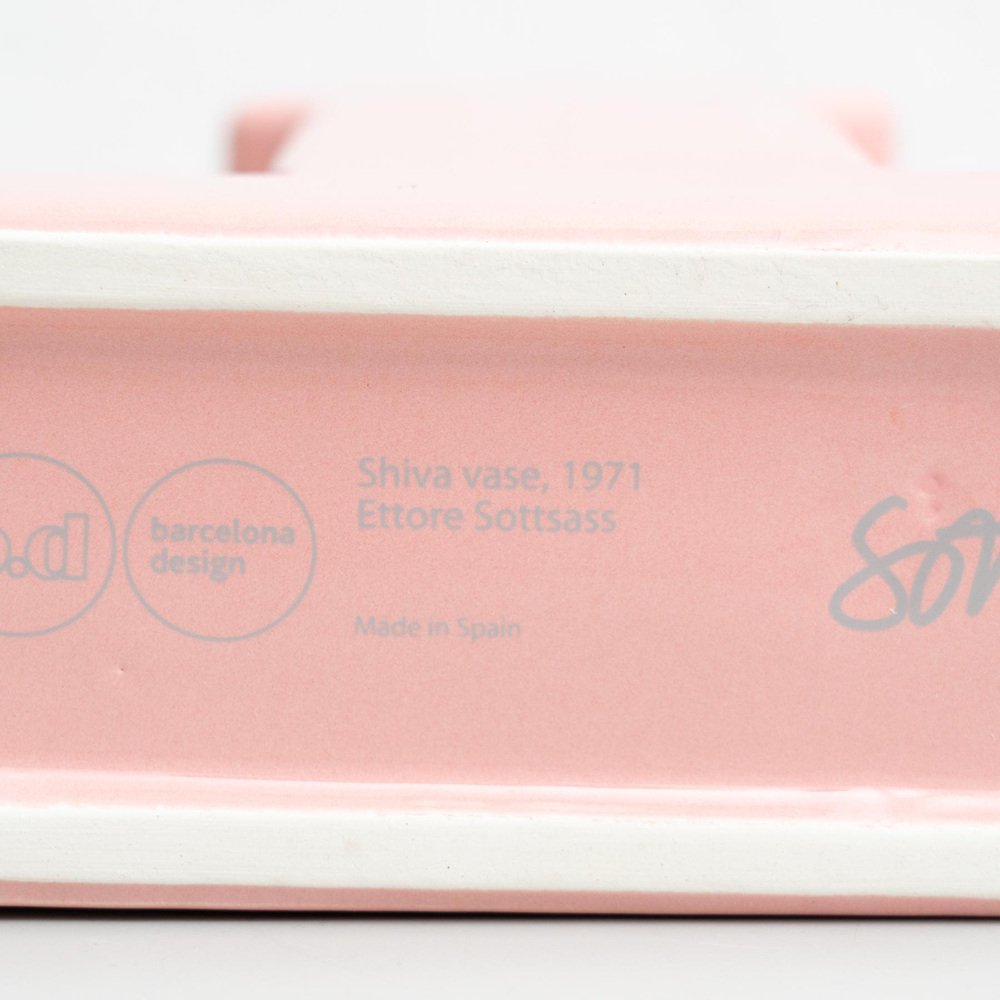 b.d
barcelona
design
Shiva vase, 1971
Ettore Sottsass
Made in Spain